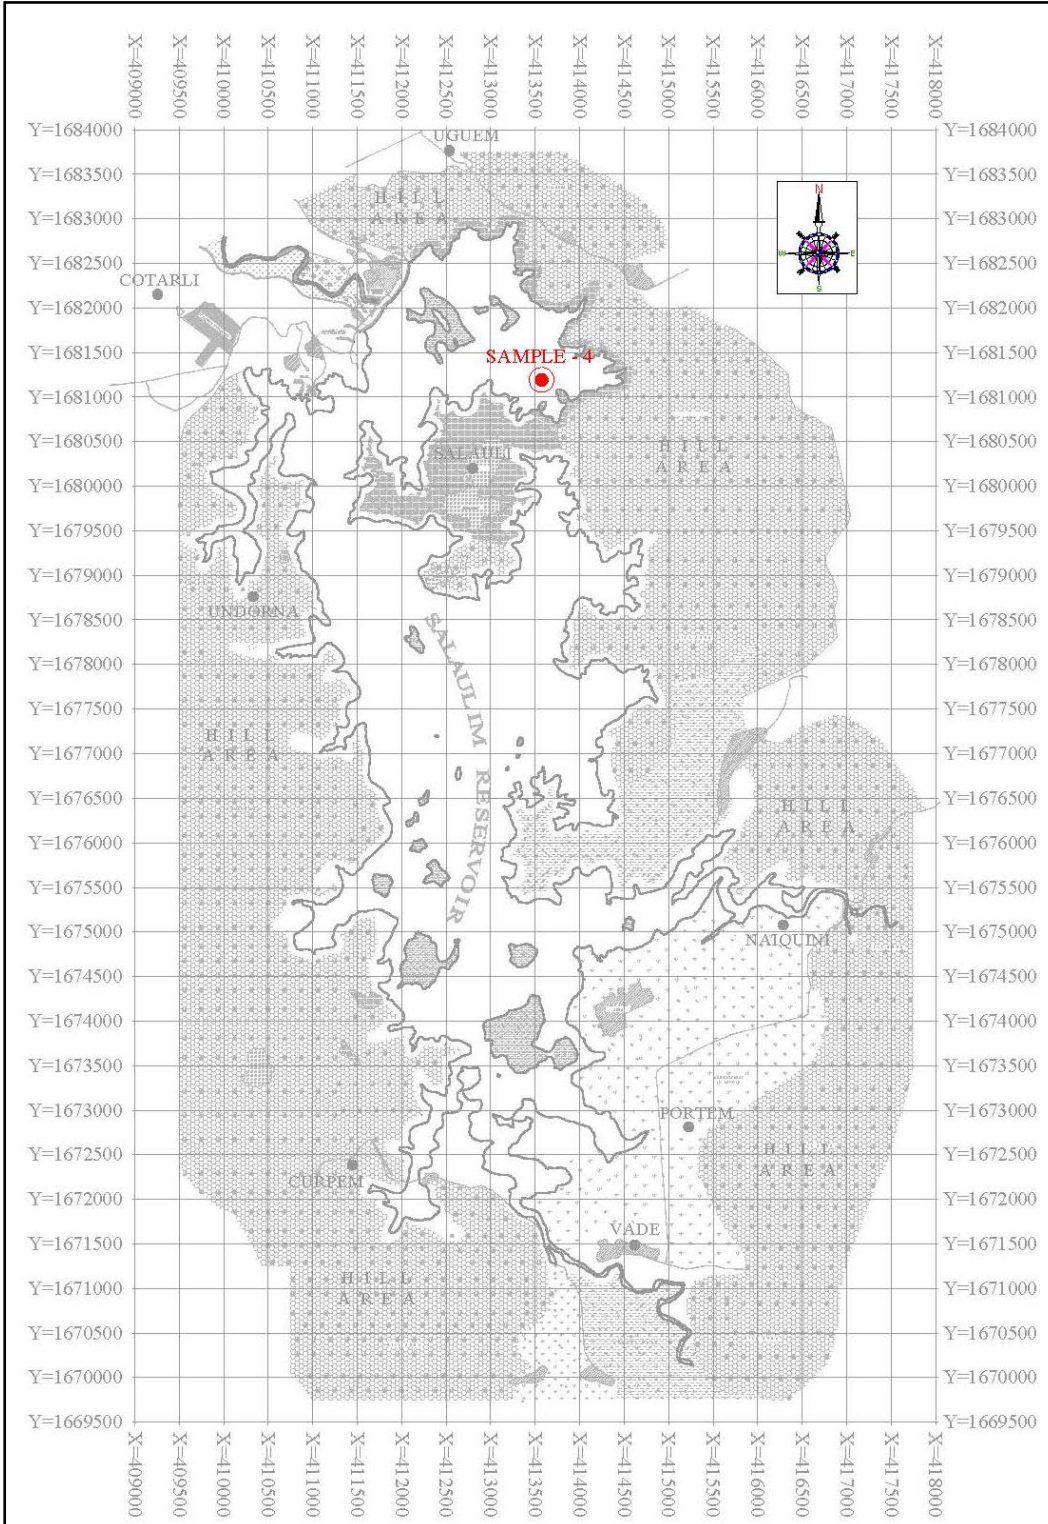 X=409000
X=409500
X=410000
X=410500
X=411000
X=411500
X=412000
X=412500
X=413000
X=413500
X=414000
X=414500
X=415000
X=415500
X=416000
X=416500
X=417000
X=417500
X=418000
Y=1684000 Y=1684000
UGUEM
Y=1683500 Y=1683500
HILL
AREA
Y=1683000 Y=1683000
N
W E
S
Y=1682500 Y=1682500
COTARLI
Y=1682000 Y=1682000
Y=1681500 Y=1681500
SAMPLE - 4
Y=1681000 Y=1681000
Y=1680500 Y=1680500
SALAULI
HILL
AREA
Y=1680000 Y=1680000
Y=1679500 Y=1679500
Y=1679000 Y=1679000
UNDORNA
Y=1678500 Y=1678500
SALAULIM RESERVOIR
Y=1678000 Y=1678000
Y=1677500 Y=1677500
HILL
AREA
Y=1677000 Y=1677000
Y=1676500 Y=1676500
HILL
AREA
Y=1676000 Y=1676000
Y=1675500 Y=1675500
Y=1675000 Y=1675000
NAIQUINI
Y=1674500 Y=1674500
Y=1674000 Y=1674000
Y=1673500 Y=1673500
Y=1673000 Y=1673000
PORTEM
Y=1672500 Y=1672500
HILL
AREA
CURPEM
Y=1672000 Y=1672000
VADE
Y=1671500 Y=1671500
HILL
AREA
Y=1671000 Y=1671000
Y=1670500 Y=1670500
Y=1670000 Y=1670000
Y=1669500 Y=1669500
X=409000
X=409500
X=410000
X=410500
X=411000
X=411500
X=412000
X=412500
X=413000
X=413500
X=414000
X=414500
X=415000
X=415500
X=416000
X=416500
X=417000
X=417500
X=418000